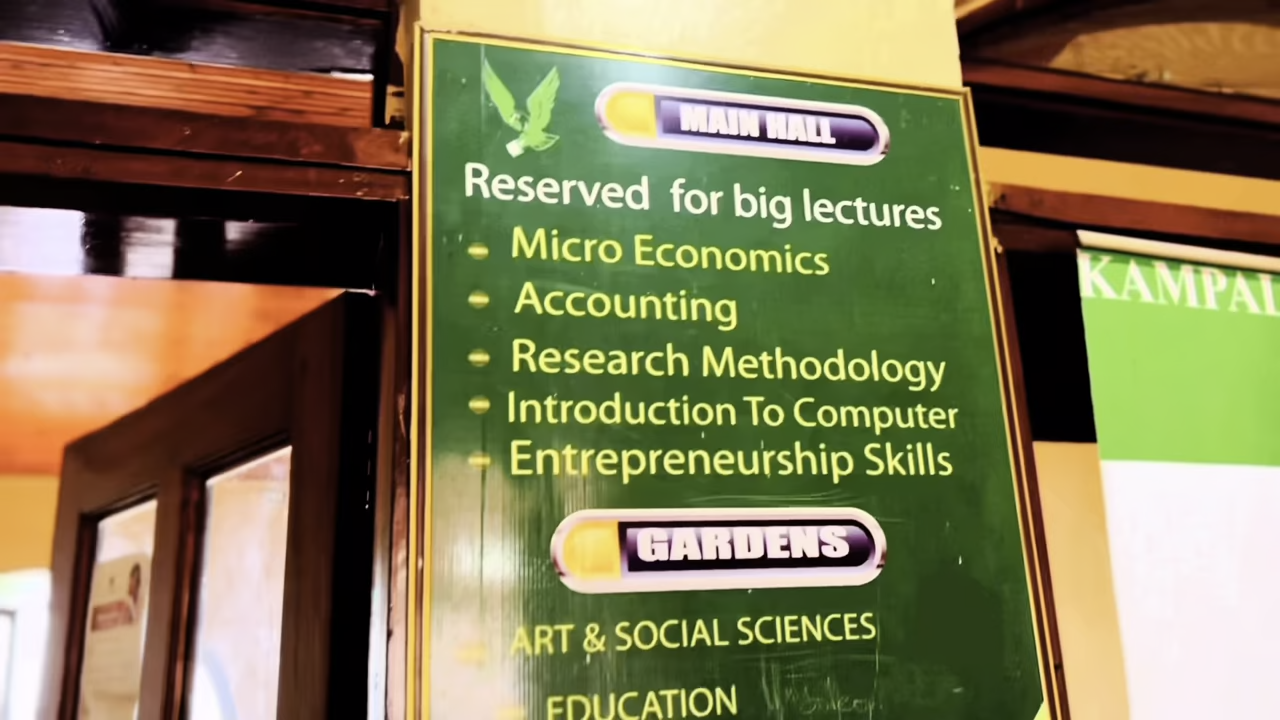 MAIN HALL
Reserved for big lectures
- Micro Economics
- Accounting
- Research Methodology
- Introduction To Computer
- Entrepreneurship Skills
GARDENS
- ART & SOCIAL SCIENCES
- EDUCATION
KAMPAL